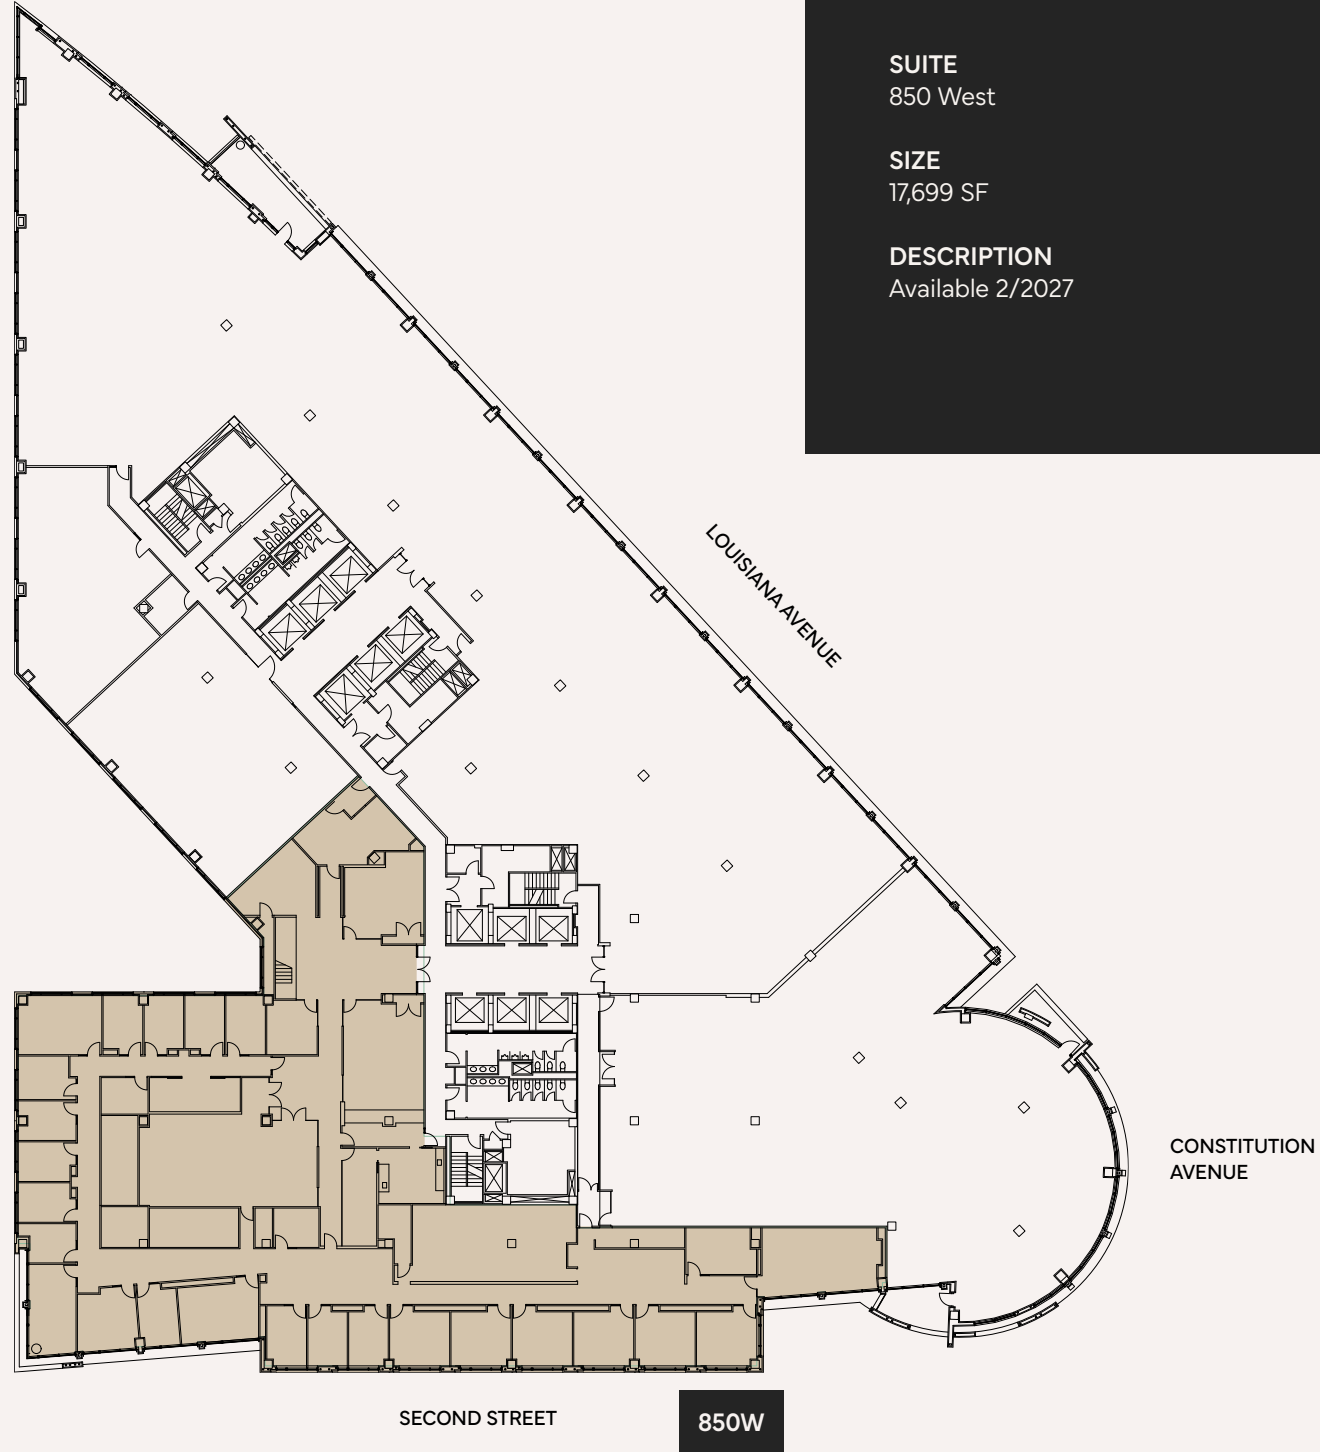 SUITE
850 West
SIZE
17,699 SF
DESCRIPTION
Available 2/2027
LOUISIANA AVENUE
CONSTITUTION
AVENUE
SECOND STREET
850W